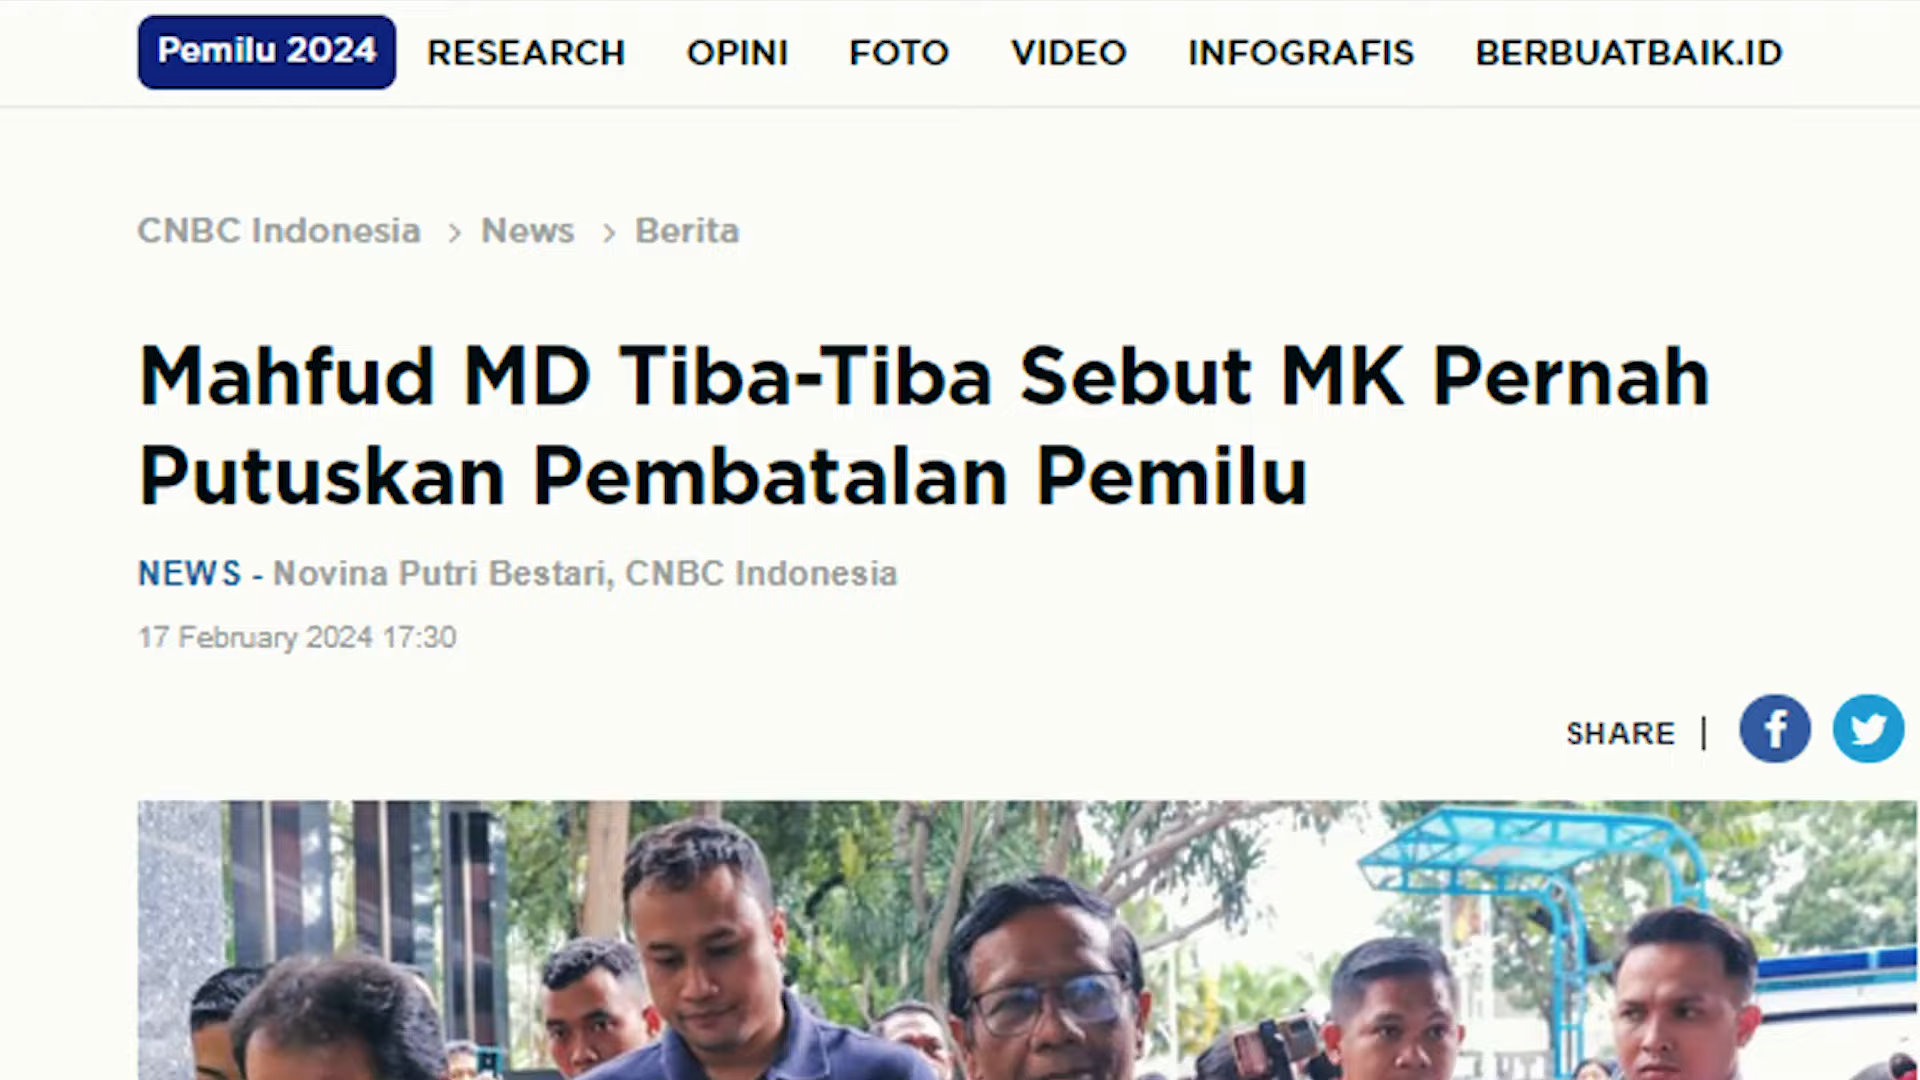 Pemilu 2024 RESEARCH OPINI FOTO VIDEO INFOGRAFIS BERBUATBAIK.ID
CNBC Indonesia > News > Berita
Mahfud MD Tiba-Tiba Sebut MK Pernah
Putuskan Pembatalan Pemilu
NEWS - Novina Putri Bestari, CNBC Indonesia
17 February 2024 17:30
SHARE |